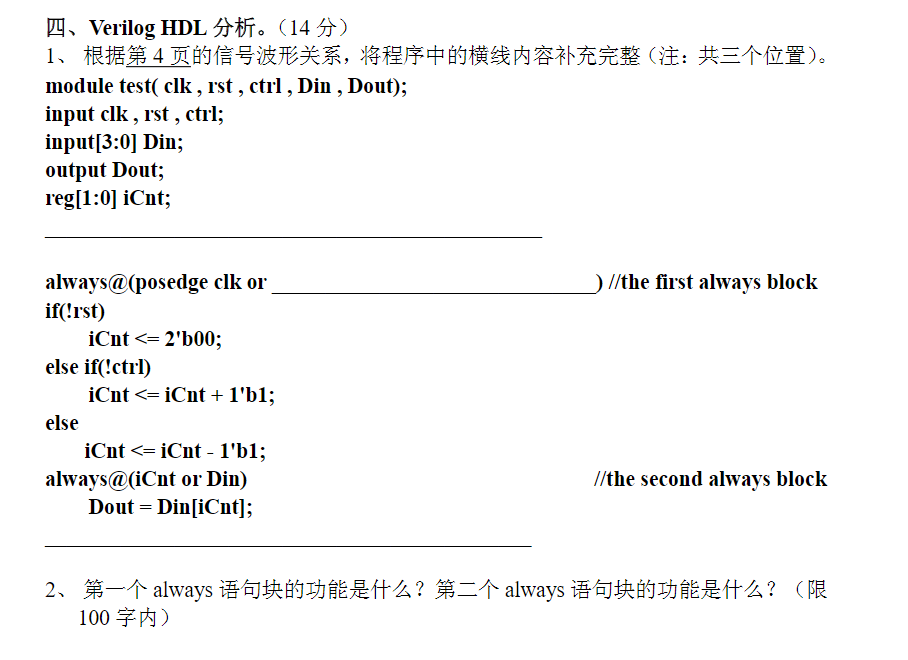 四、Verilog HDL 分析。（14 分）
1、 根据第 4 页的信号波形关系，将程序中的横线内容补充完整（注：共三个位置）。
module test( clk , rst , ctrl , Din , Dout);
input clk , rst , ctrl;
input[3:0] Din;
output Dout;
reg[1:0] iCnt;
______________________________________________
always@(posedge clk or ______________________________) //the first always block
if(!rst)
iCnt <= 2'b00;
else if(!ctrl)
iCnt <= iCnt + 1'b1;
else
iCnt <= iCnt - 1'b1;
always@(iCnt or Din) //the second always block
Dout = Din[iCnt];
_____________________________________________
2、 第一个 always 语句块的功能是什么？第二个 always 语句块的功能是什么？（限
100 字内）